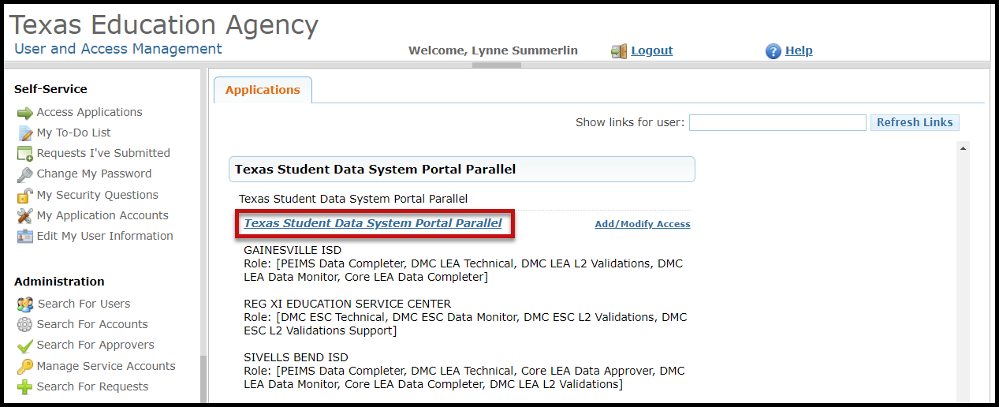 Texas Education Agency
User and Access Management
Welcome, Lynne Summerlin
Logout
Help
Self-Service
Access Applications
My To-Do List
Requests I've Submitted
Change My Password
My Security Questions
My Application Accounts
Edit My User Information
Administration
Search For Users
Search For Accounts
Search For Approvers
Manage Service Accounts
Search For Requests
Applications
Show links for user:
Refresh Links
Texas Student Data System Portal Parallel
Texas Student Data System Portal Parallel
Texas Student Data System Portal Parallel
Add/Modify Access
GAINESVILLE ISD
Role: [PEIMS Data Completer, DMC LEA Technical, DMC LEA L2 Validations, DMC
LEA Data Monitor, Core LEA Data Completer]
REG XI EDUCATION SERVICE CENTER
Role: [DMC ESC Technical, DMC ESC Data Monitor, DMC ESC L2 Validations, DMC
ESC L2 Validations Support]
SIVELLS BEND ISD
Role: [PEIMS Data Completer, DMC LEA Technical, Core LEA Data Approver, DMC
LEA Data Monitor, Core LEA Data Completer, DMC LEA L2 Validations]